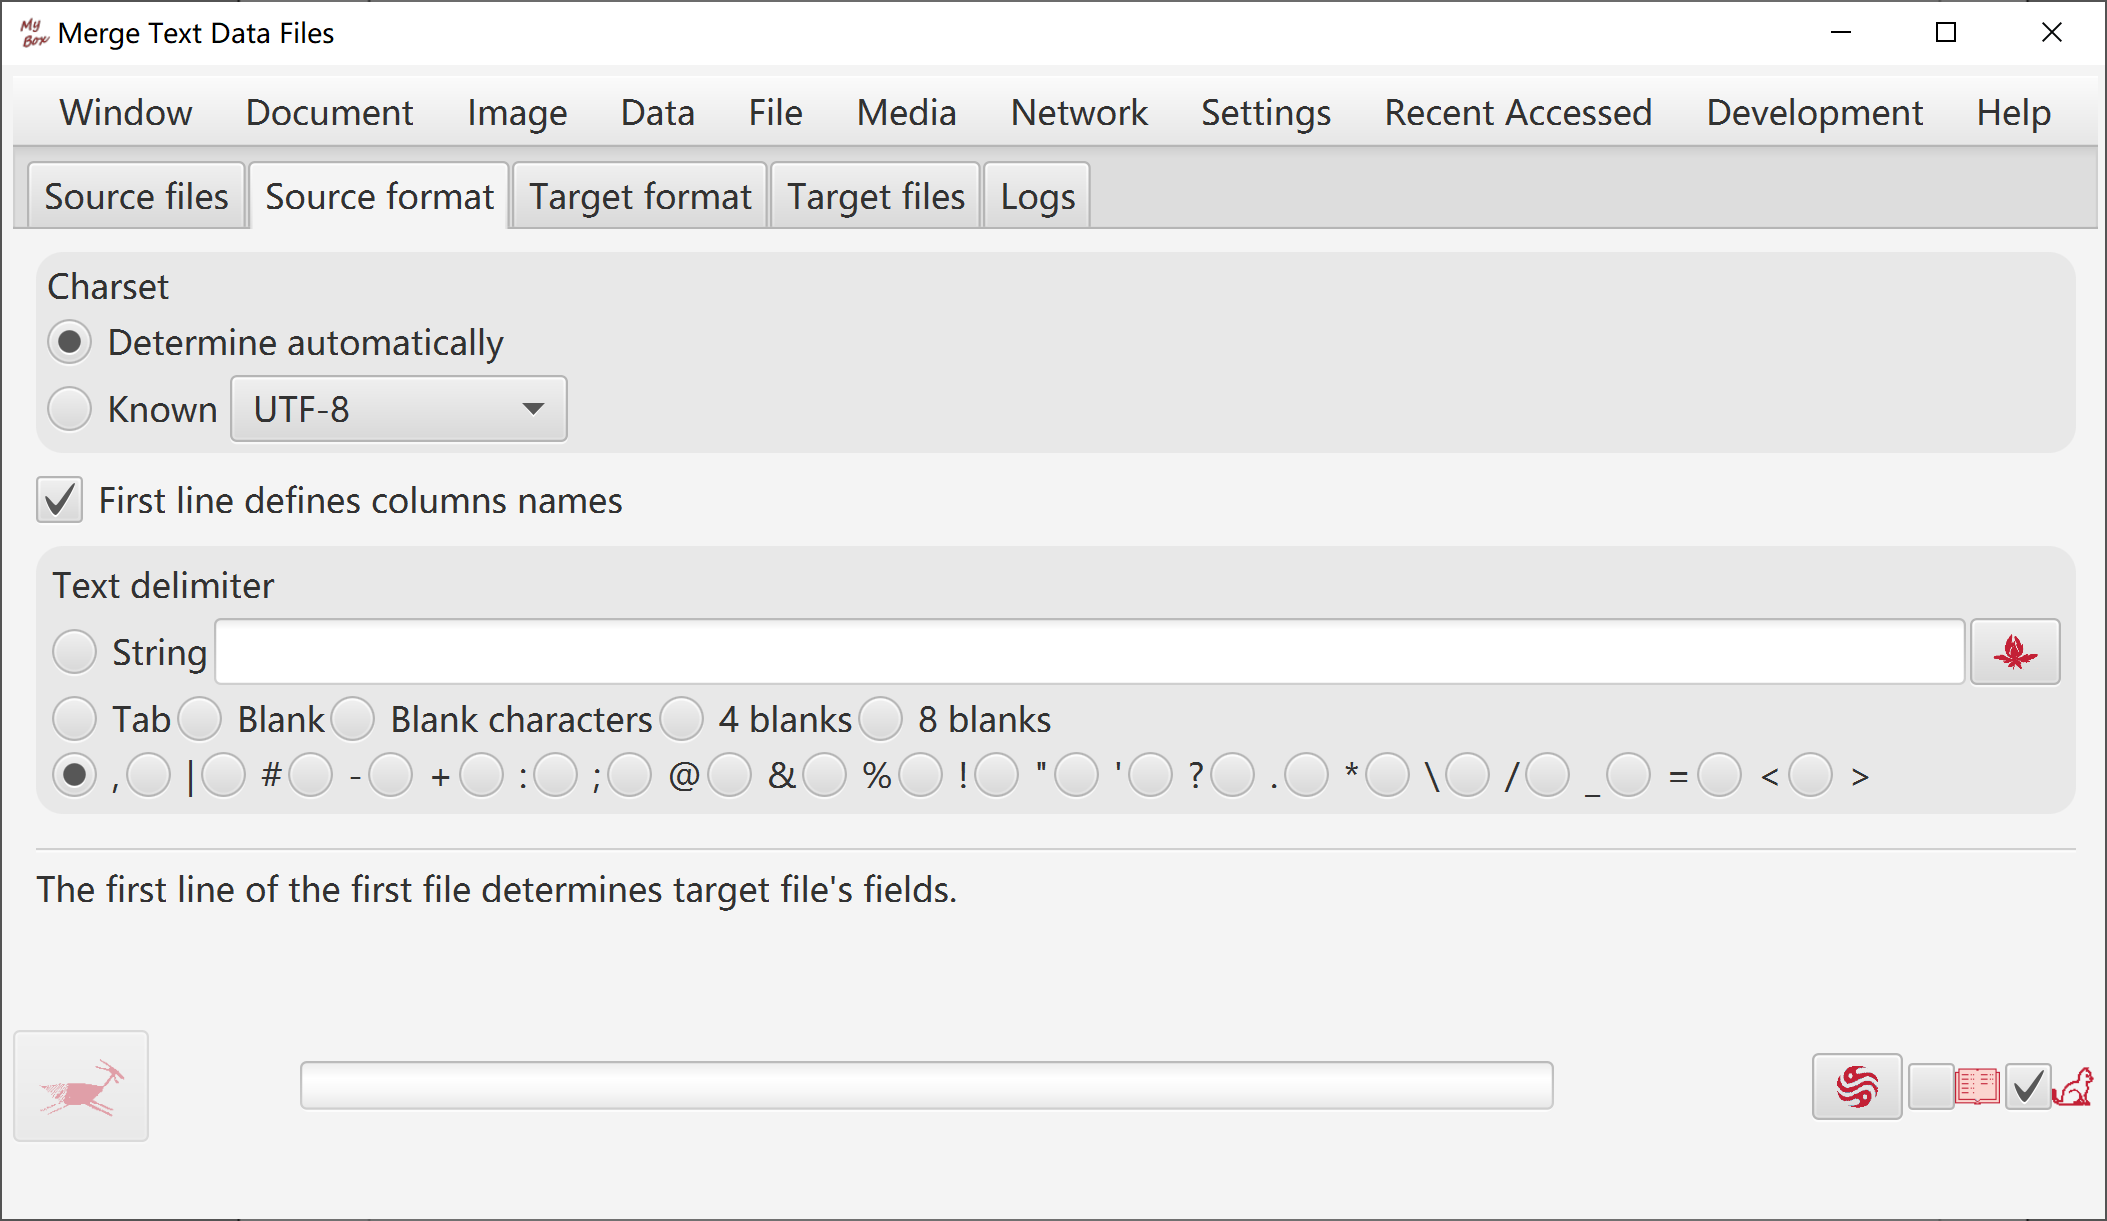 My Box Merge Text Data Files
Window Document Image Data File Media Network Settings Recent Accessed Development Help
Source files Source format Target format Target files Logs
Charset
Determine automatically
Known UTF-8
First line defines columns names
Text delimiter
String
Tab Blank Blank characters 4 blanks 8 blanks
, | # - + : ; @ & % ! " ' ? . * \ / _ = < >
The first line of the first file determines target file's fields.